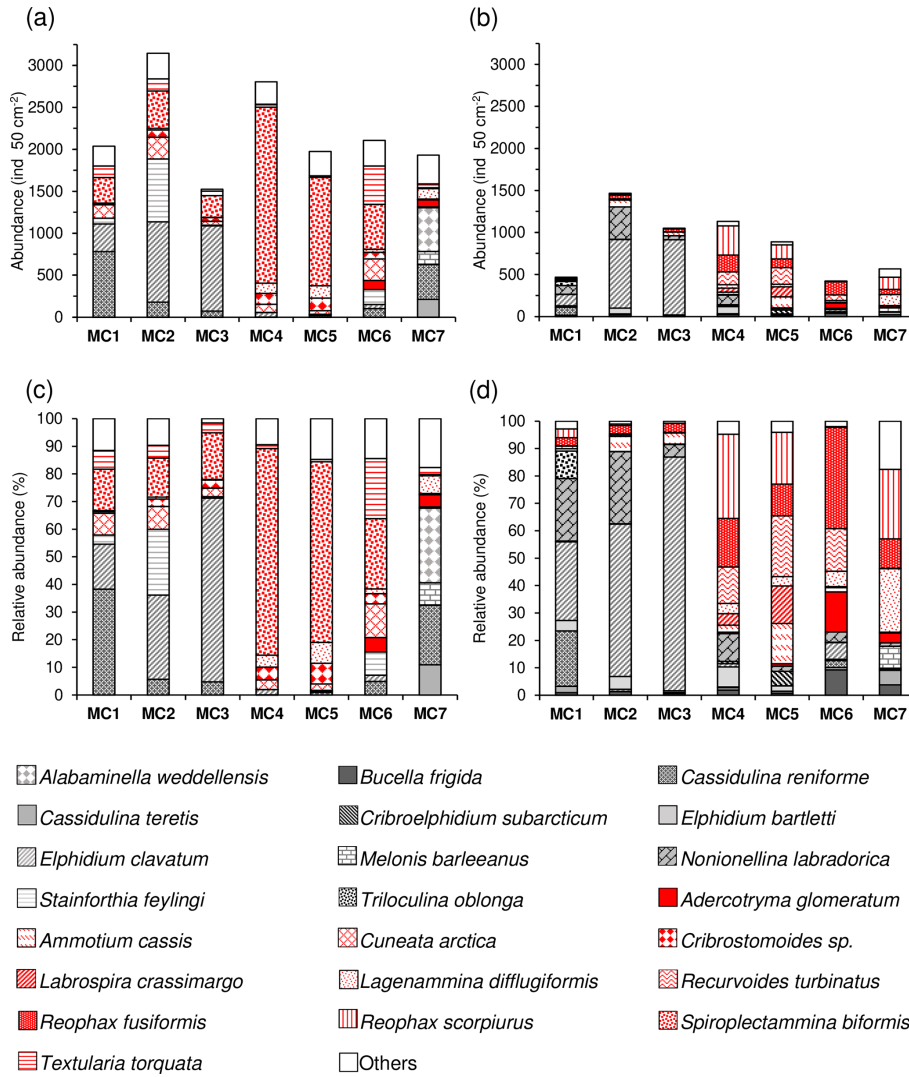 (a)
(b)
Abundance (ind 50 cm⁻²)
3000
2500
2000
1500
1000
500
0
MC1 MC2 MC3 MC4 MC5 MC6 MC7
Abundance (ind 50 cm⁻²)
3000
2500
2000
1500
1000
500
0
MC1 MC2 MC3 MC4 MC5 MC6 MC7
(c)
(d)
Relative abundance (%)
100
90
80
70
60
50
40
30
20
10
0
MC1 MC2 MC3 MC4 MC5 MC6 MC7
Relative abundance (%)
100
90
80
70
60
50
40
30
20
10
0
MC1 MC2 MC3 MC4 MC5 MC6 MC7
Alabaminella weddellensis Bucella frigida Cassidulina reniforme
Cassidulina teretis Cribroelphidium subarcticum Elphidium bartletti
Elphidium clavatum Melonis barleeanus Nonionellina labradorica
Stainforthia feylingi Triloculina oblonga Adercotryma glomeratum
Ammotium cassis Cuneata arctica Cribrostomoides sp.
Labrospira crassimargo Lagenammina difflugiformis Recurvoides turbinatus
Reophax fusiformis Reophax scorpiurus Spiroplectammina biformis
Textularia torquata Others